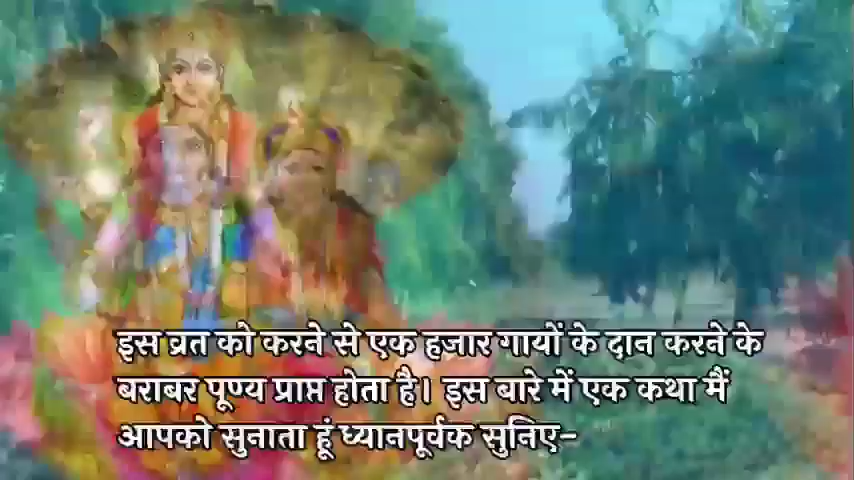 इस व्रत को करने से एक हजार गायों के दान करने के
बराबर पूण्य प्राप्त होता है। इस बारे में एक कथा मैं
आपको सुनाता हूं ध्यानपूर्वक सुनिए-